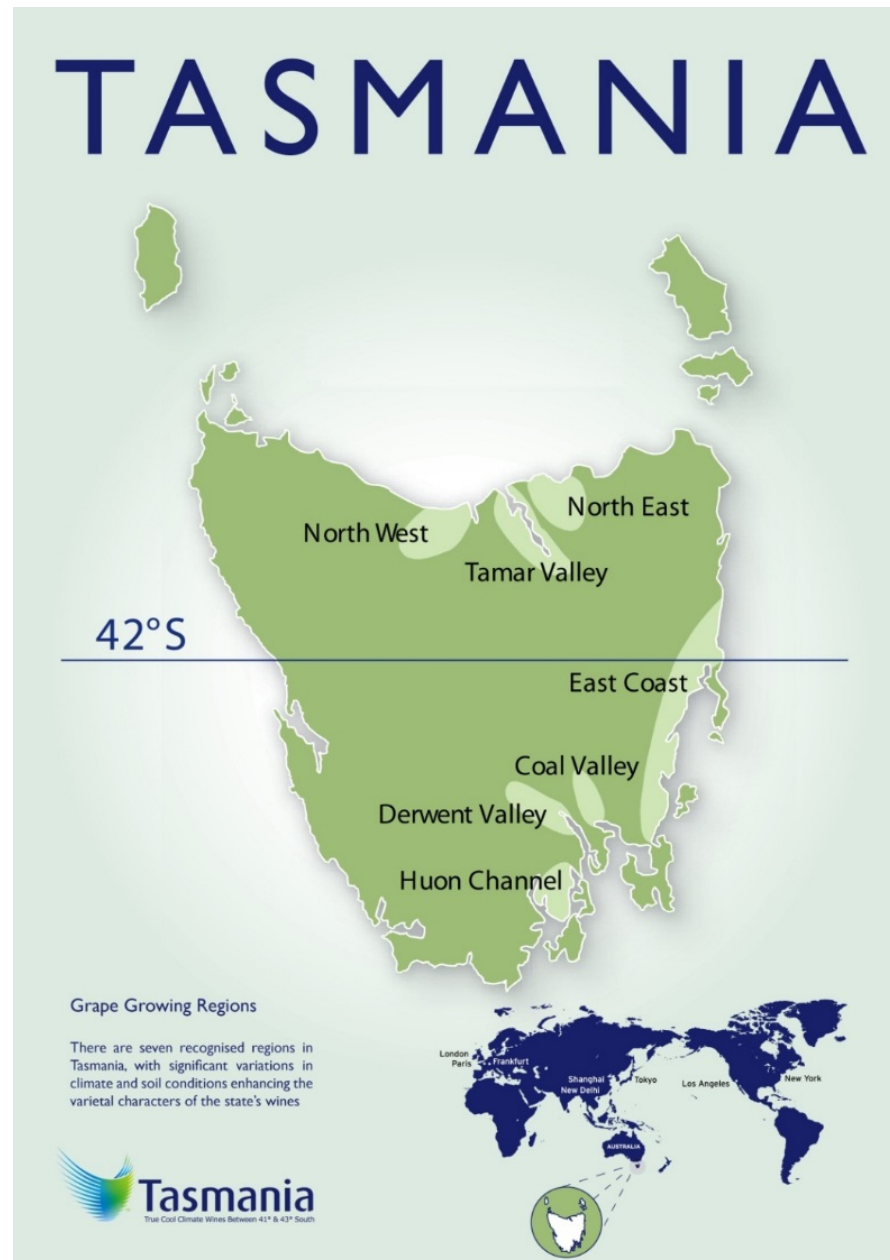 TASMANIA
North West
North East
Tamar Valley
42°S
East Coast
Coal Valley
Derwent Valley
Huon Channel
Grape Growing Regions
There are seven recognised regions in
Tasmania, with significant variations in
climate and soil conditions enhancing the
varietal characters of the state's wines
London
Paris
Frankfurt
Shanghai
New Delhi
Tokyo
Los Angeles
New York
AUSTRALIA
Tasmania
True Cool Climate Wines Between 41° & 43° South